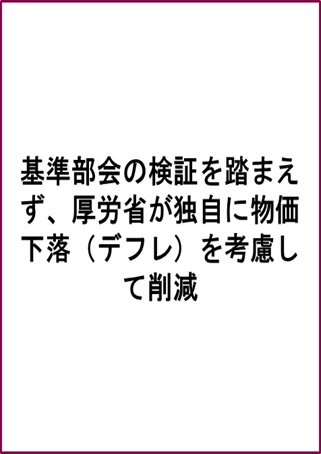 基準部会の検証を踏まえ
ず、厚労省が独自に物価
下落（デフレ）を考慮し
て削減